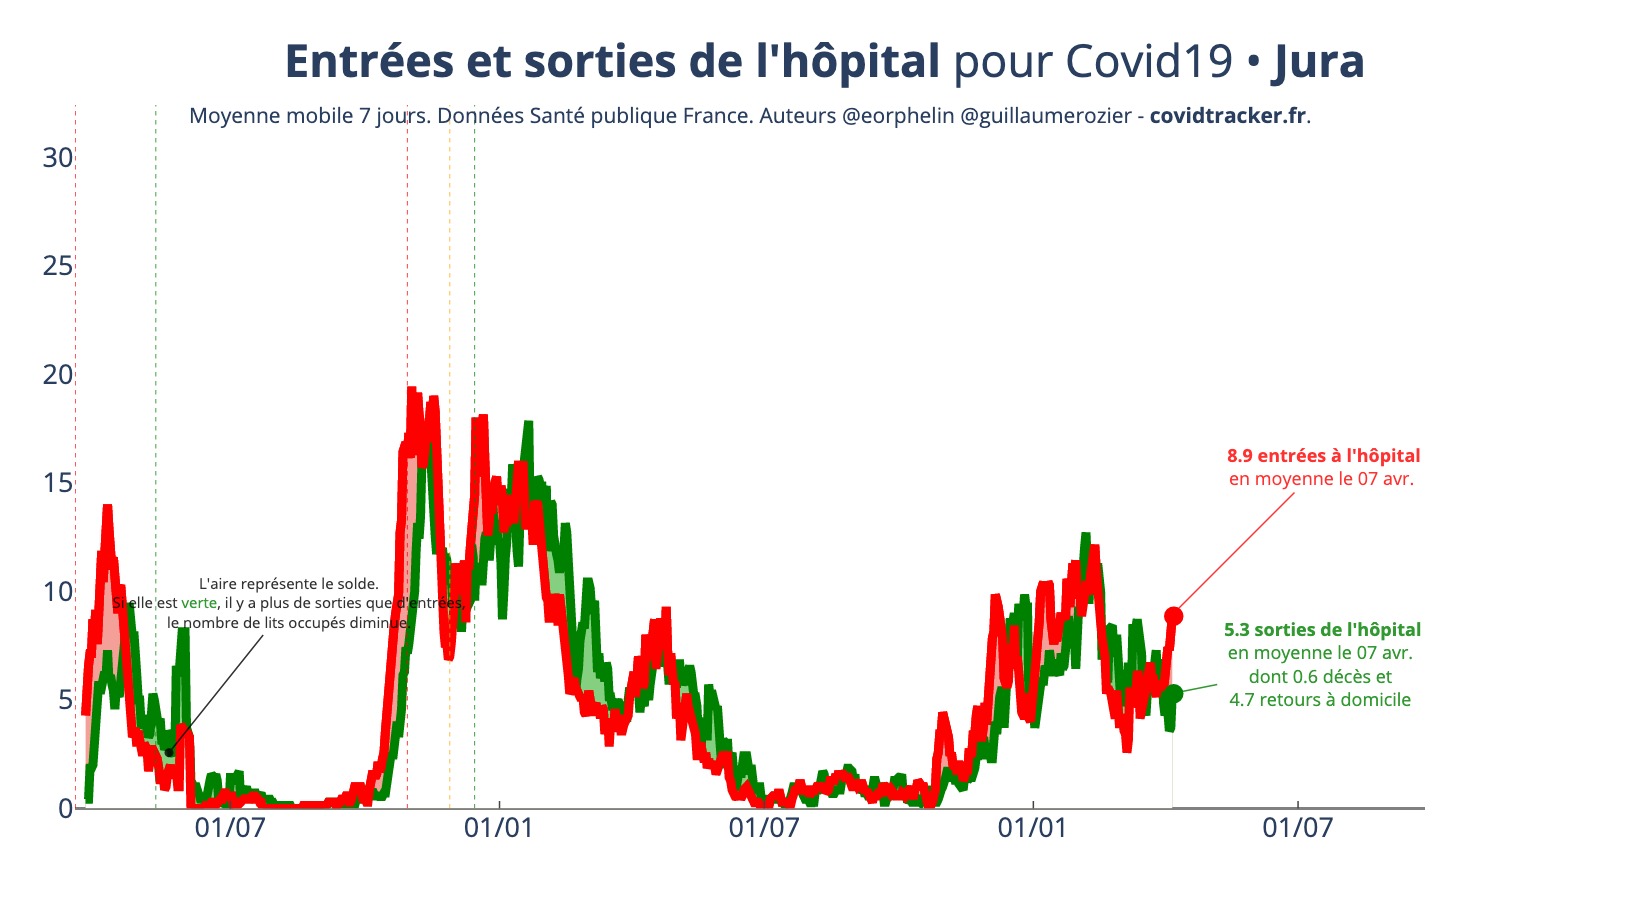 Entrées et sorties de l'hôpital pour Covid19 • Jura
Moyenne mobile 7 jours. Données Santé publique France. Auteurs @eorphelin @guillaumerozier - covidtracker.fr.
30
25
20
15
10
5
0
L'aire représente le solde.
Si elle est verte, il y a plus de sorties que d'entrées,
le nombre de lits occupés diminue.
8.9 entrées à l'hôpital
en moyenne le 07 avr.
5.3 sorties de l'hôpital
en moyenne le 07 avr.
dont 0.6 décès et
4.7 retours à domicile
01/07
01/01
01/07
01/01
01/07